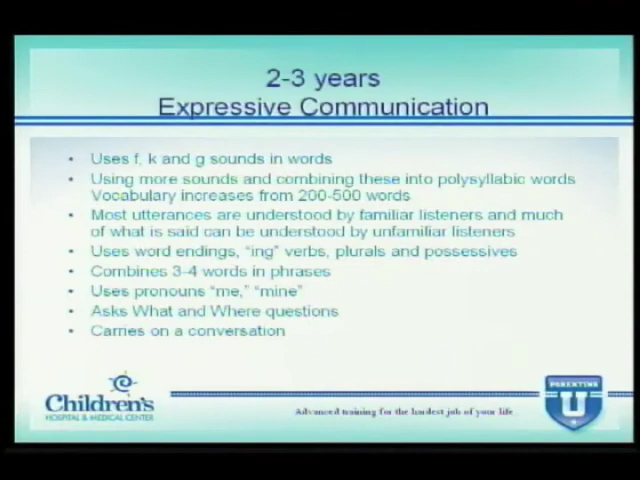 2-3 years
Expressive Communication
• Uses f, k and g sounds in words
• Using more sounds and combining these into polysyllabic words
Vocabulary increases from 200-500 words
• Most utterances are understood by familiar listeners and much
of what is said can be understood by unfamiliar listeners
• Uses word endings, "ing" verbs, plurals and possessives
• Combines 3-4 words in phrases
• Uses pronouns "me," "mine"
• Asks What and Where questions
• Carries on a conversation
Children's
HOSPITAL & MEDICAL CENTER
Advanced training for the hardest job of your life
PARENTING
U